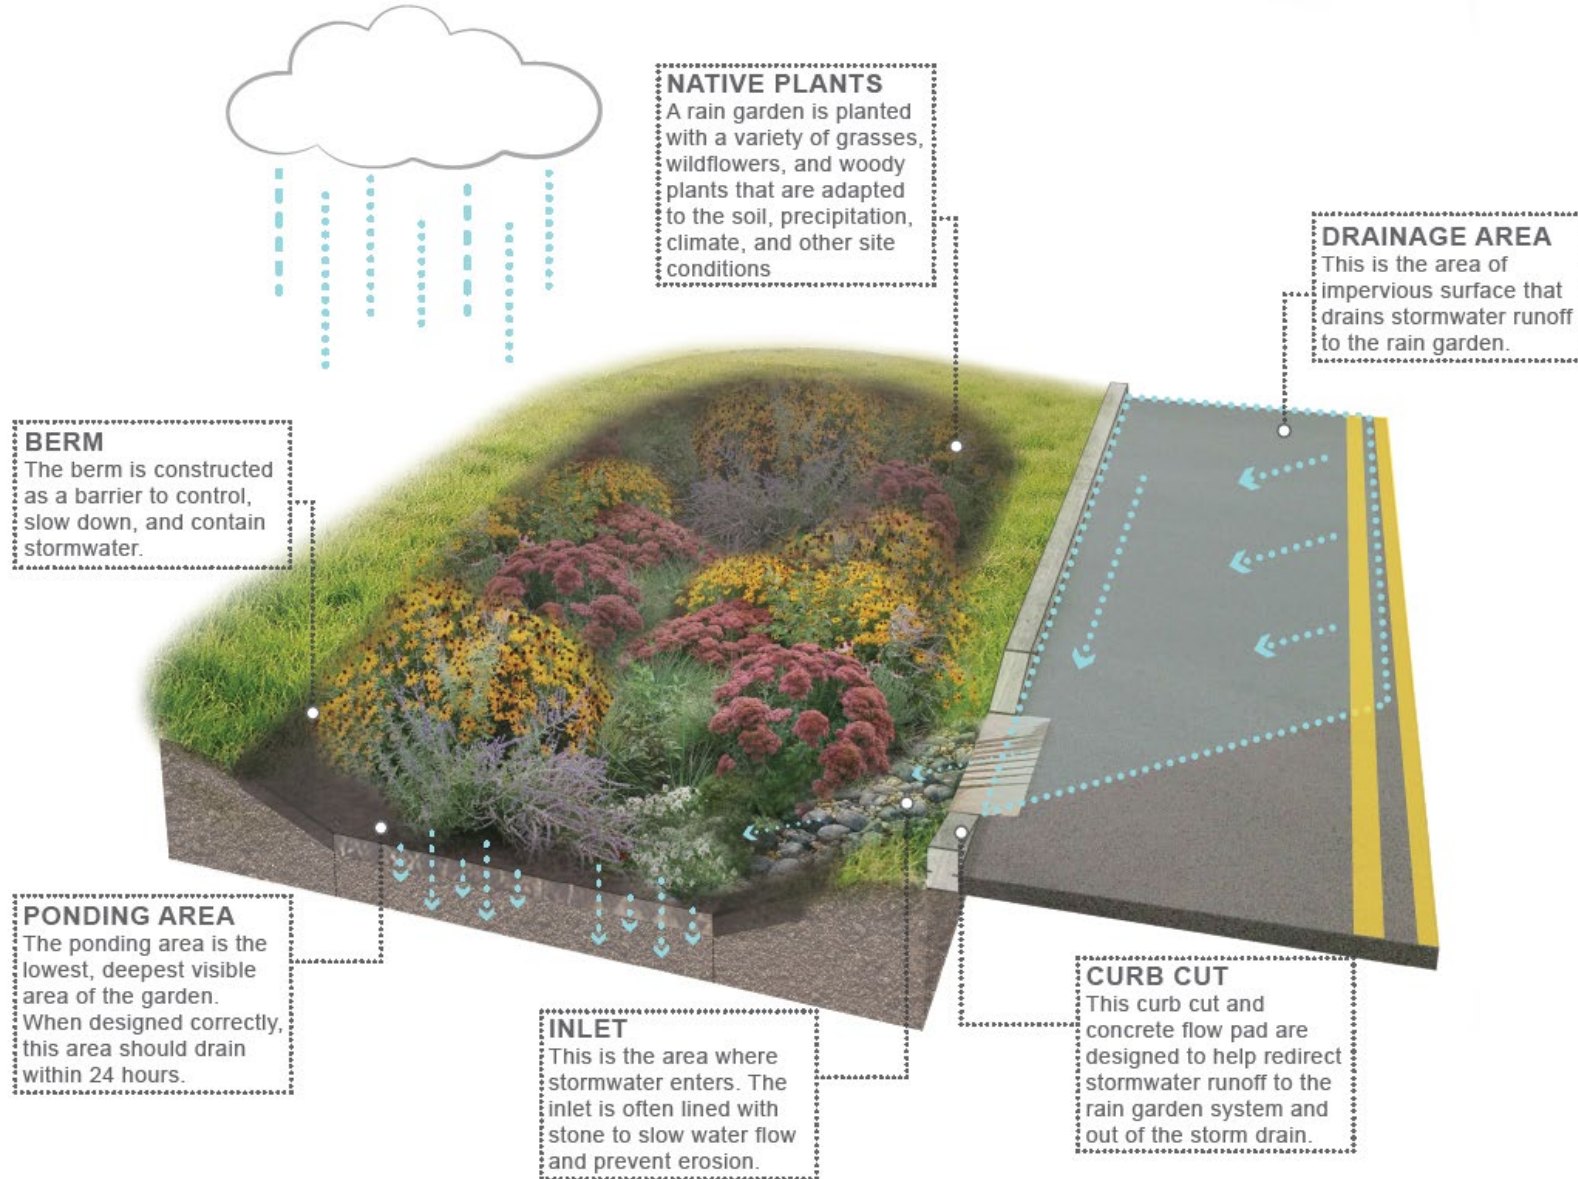 NATIVE PLANTS
A rain garden is planted
with a variety of grasses,
wildflowers, and woody
plants that are adapted
to the soil, precipitation,
climate, and other site
conditions
DRAINAGE AREA
This is the area of
impervious surface that
drains stormwater runoff
to the rain garden.
BERM
The berm is constructed
as a barrier to control,
slow down, and contain
stormwater.
PONDING AREA
The ponding area is the
lowest, deepest visible
area of the garden.
When designed correctly,
this area should drain
within 24 hours.
INLET
This is the area where
stormwater enters. The
inlet is often lined with
stone to slow water flow
and prevent erosion.
CURB CUT
This curb cut and
concrete flow pad are
designed to help redirect
stormwater runoff to the
rain garden system and
out of the storm drain.